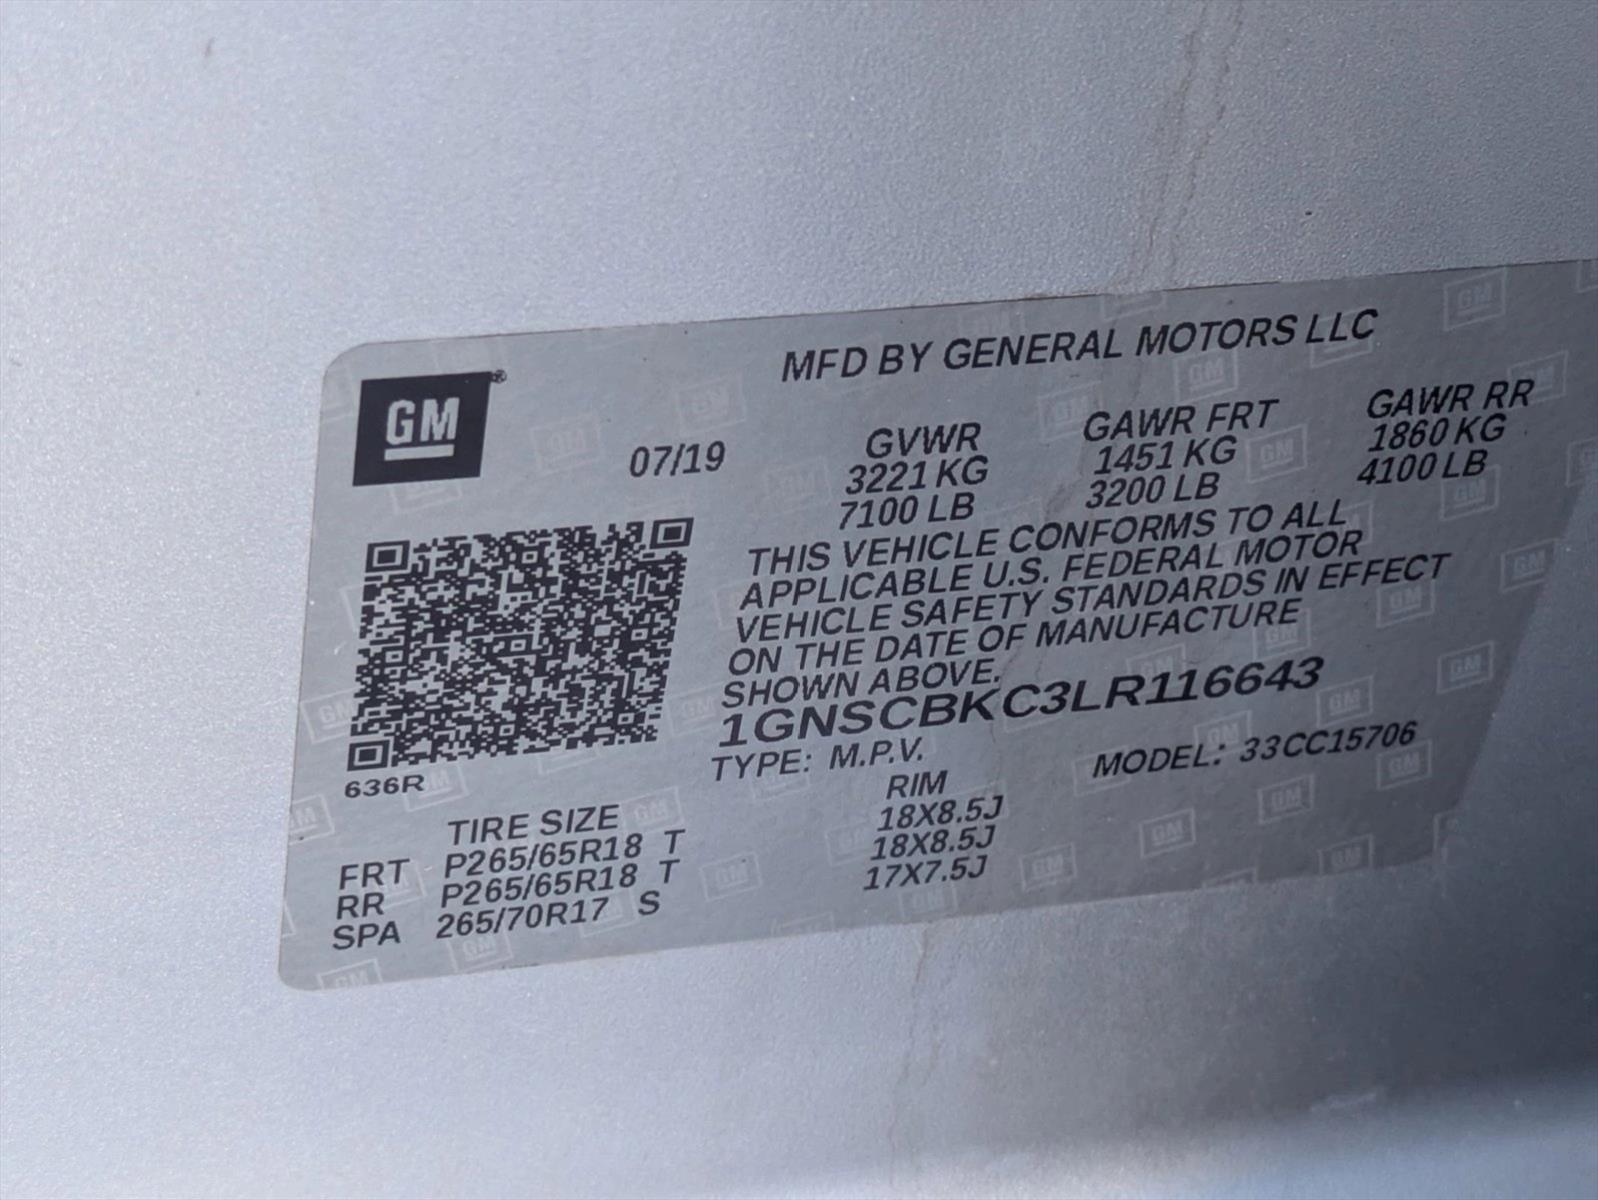 MFD BY GENERAL MOTORS LLC
GM®
07/19
GVWR GAWR FRT GAWR RR
3221 KG 1451 KG 1860 KG
7100 LB 3200 LB 4100 LB
THIS VEHICLE CONFORMS TO ALL
APPLICABLE U.S. FEDERAL MOTOR
VEHICLE SAFETY STANDARDS IN EFFECT
ON THE DATE OF MANUFACTURE
SHOWN ABOVE.
1GNSCBKC3LR116643
TYPE: M.P.V. MODEL: 33CC15706
636R
TIRE SIZE RIM
FRT P265/65R18 T 18X8.5J
RR P265/65R18 T 18X8.5J
SPA 265/70R17 S 17X7.5J